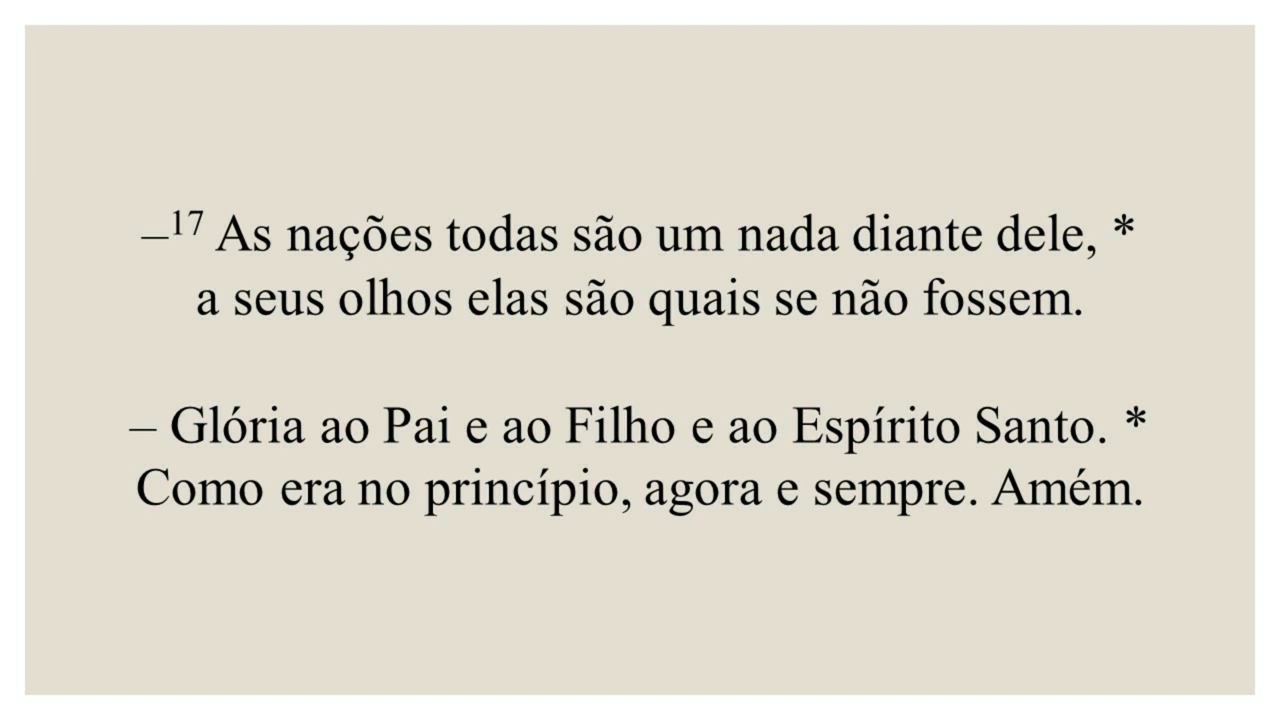 –¹⁷ As nações todas são um nada diante dele, *
a seus olhos elas são quais se não fossem.
– Glória ao Pai e ao Filho e ao Espírito Santo. *
Como era no princípio, agora e sempre. Amém.